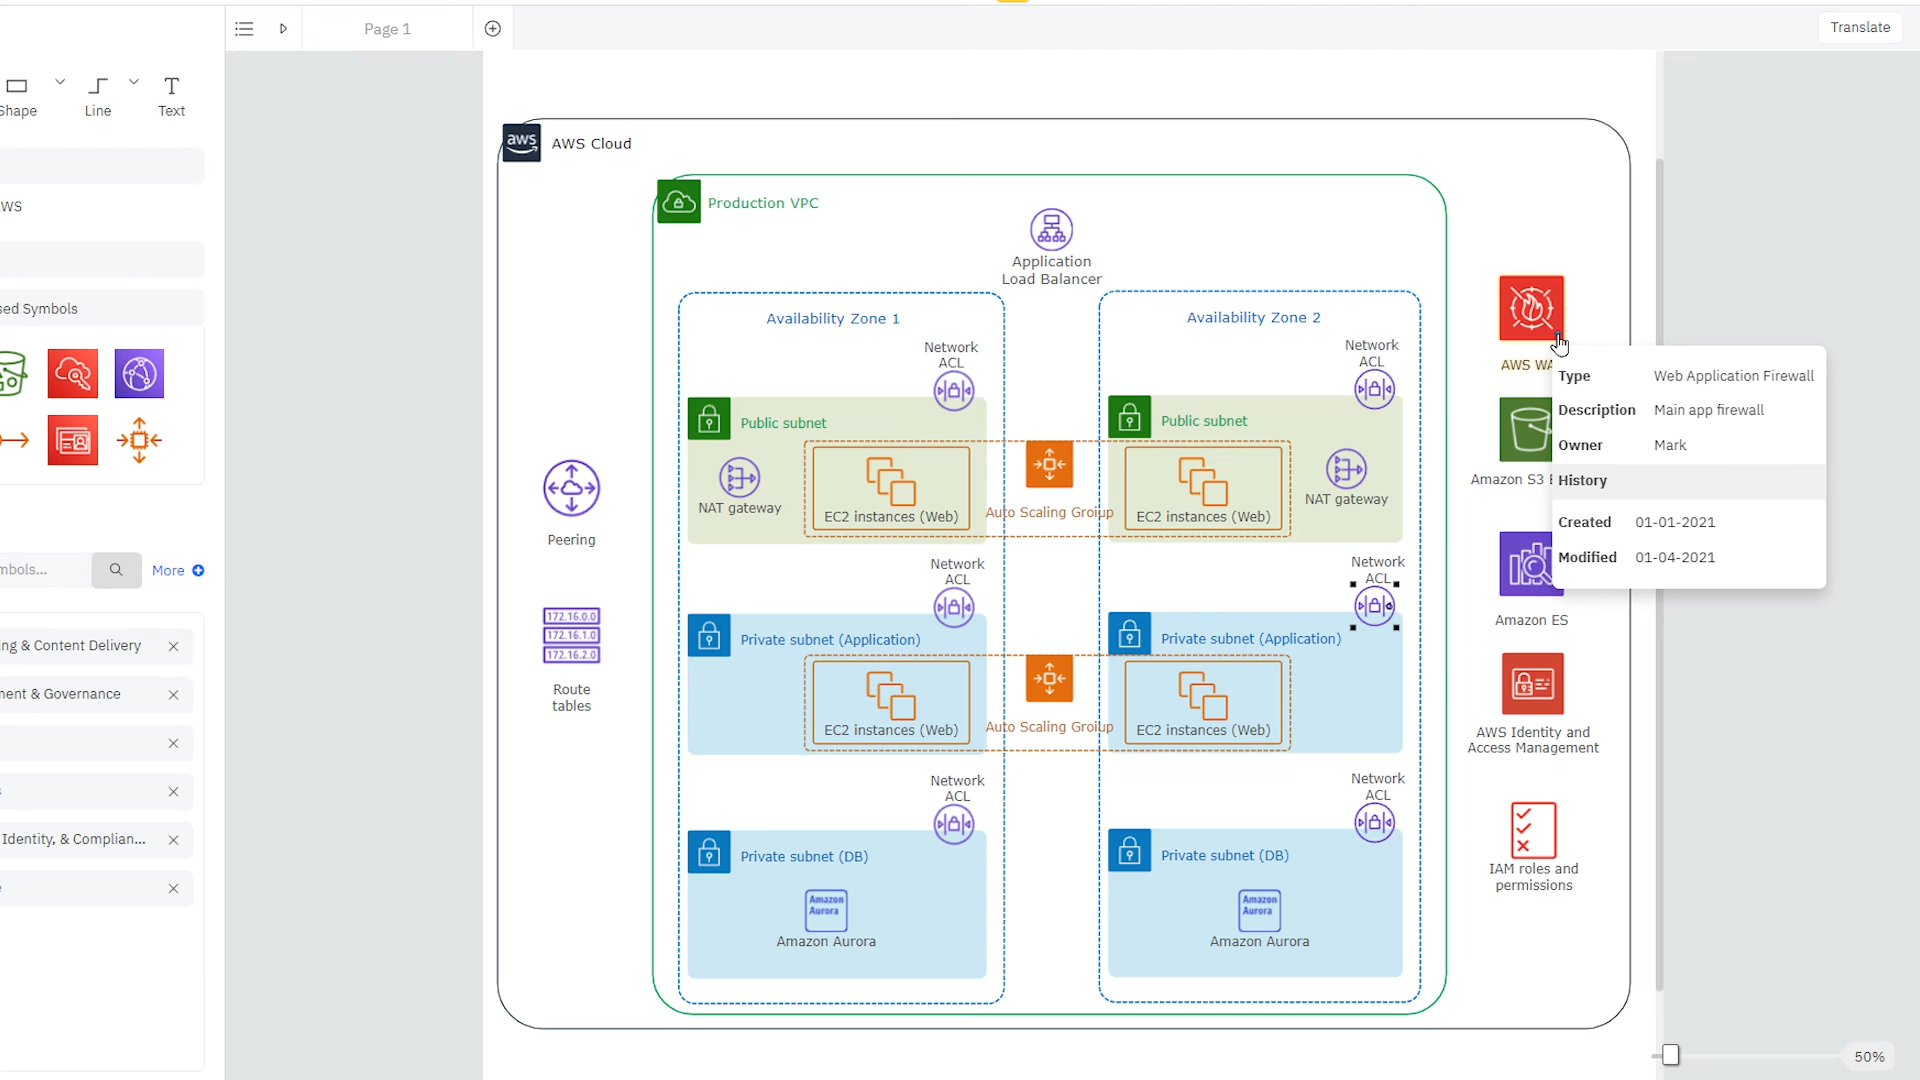 Page 1
Translate
Shape
Line
Text
WS
sed Symbols
mbols...
More
ng & Content Delivery
nent & Governance
Identity, & Complian...
aws
AWS Cloud
Production VPC
Application
Load Balancer
Availability Zone 1
Availability Zone 2
Network
ACL
Network
ACL
Public subnet
Public subnet
NAT gateway
EC2 instances (Web)
Auto Scaling Groiup
EC2 instances (Web)
NAT gateway
Peering
Network
ACL
Network
ACL
172.16.0.0
172.16.1.0
172.16.2.0
Route
tables
Private subnet (Application)
Private subnet (Application)
EC2 instances (Web)
Auto Scaling Groiup
EC2 instances (Web)
Network
ACL
Network
ACL
Private subnet (DB)
Private subnet (DB)
Amazon
Aurora
Amazon Aurora
Amazon
Aurora
Amazon Aurora
AWS WA
Type Web Application Firewall
Description Main app firewall
Owner Mark
History
Created 01-01-2021
Modified 01-04-2021
Amazon S3
Amazon ES
AWS Identity and
Access Management
IAM roles and
permissions
50%